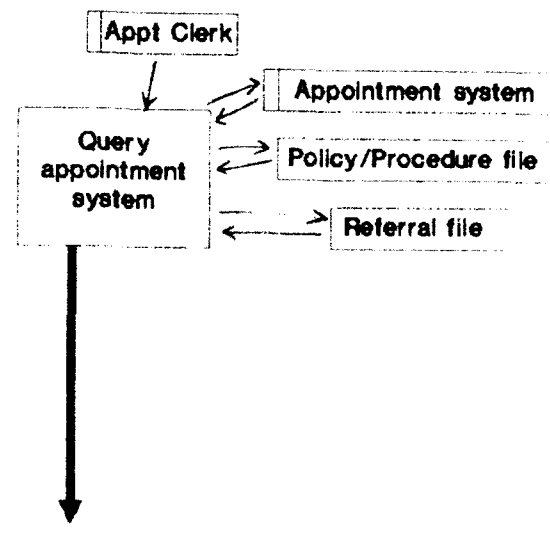 Appt Clerk
Appointment system
Query
appointment
system
Policy/Procedure file
Referral file